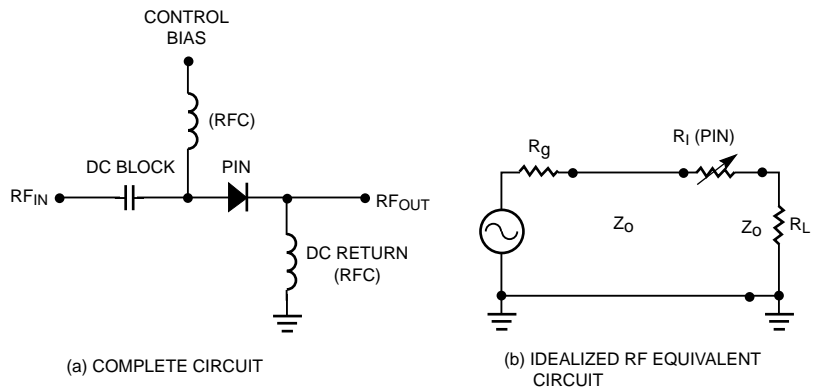 CONTROL
BIAS
(RFC)
DC BLOCK
PIN
RFIN
RFOUT
DC RETURN
(RFC)
(a) COMPLETE CIRCUIT
Rg
RI (PIN)
Zo
Zo
RL
(b) IDEALIZED RF EQUIVALENT
CIRCUIT